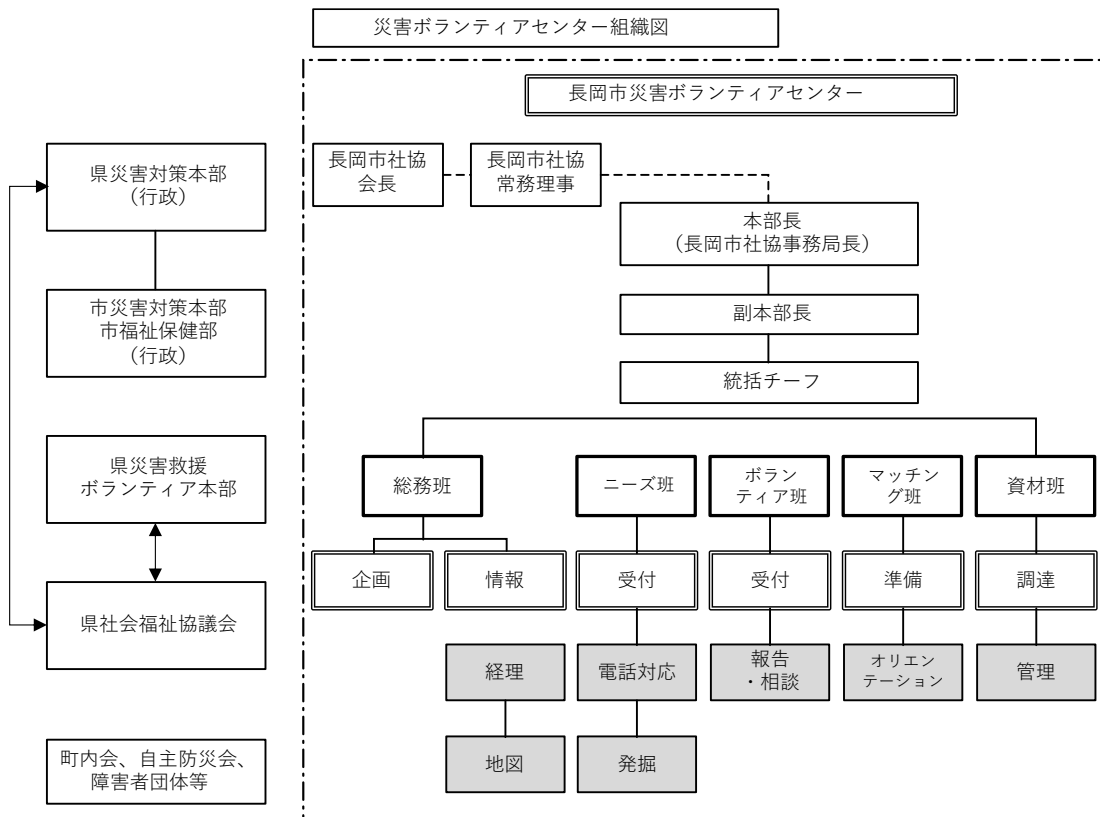 災害ボランティアセンター組織図
長岡市災害ボランティアセンター
県災害対策本部
（行政）
市災害対策本部
市福祉保健部
（行政）
県災害救援
ボランティア本部
県社会福祉協議会
町内会、自主防災会、
障害者団体等
長岡市社協
会長
長岡市社協
常務理事
本部長
（長岡市社協事務局長）
副本部長
統括チーフ
総務班
ニーズ班
ボラン
ティア班
マッチン
グ班
資材班
企画
情報
受付
受付
準備
調達
経理
電話対応
報告
・相談
オリエン
テーション
管理
地図
発掘